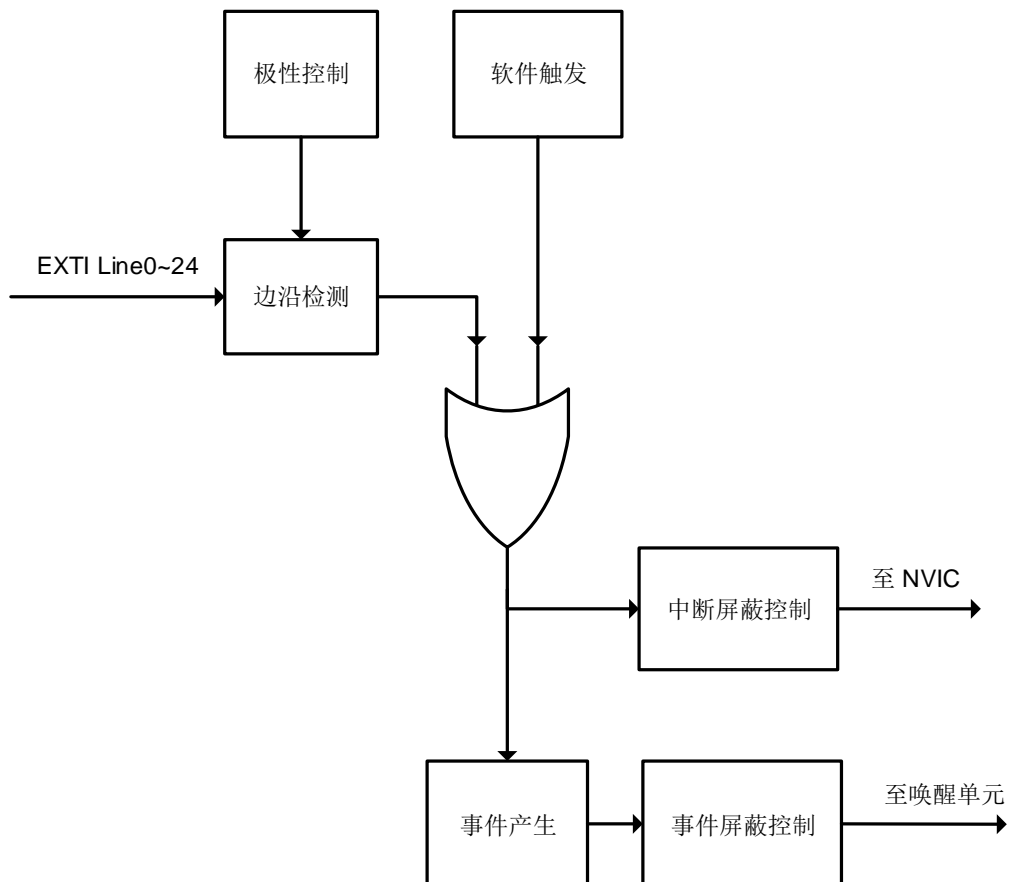 极性控制
软件触发
EXTI Line0~24
边沿检测
中断屏蔽控制
至 NVIC
事件产生
事件屏蔽控制
至唤醒单元